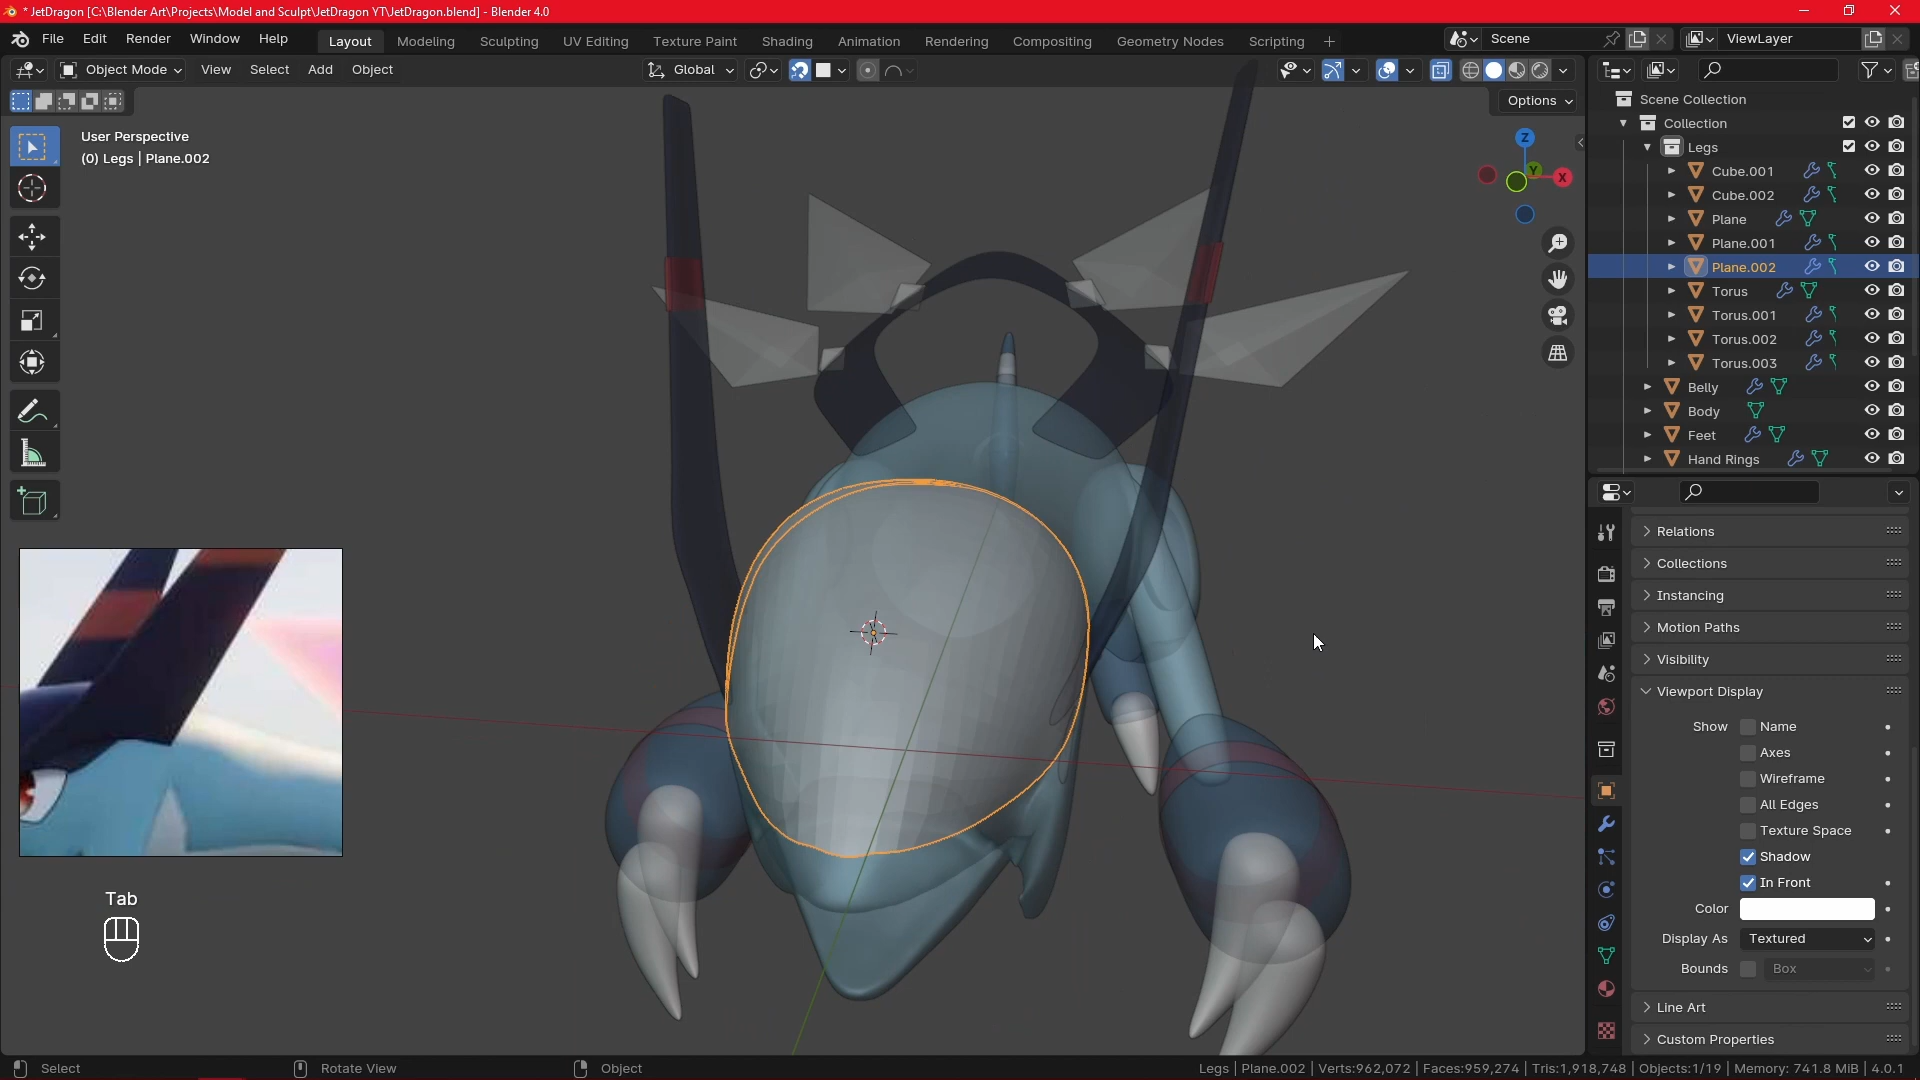 * JetDragon [C:\Blender Art\Projects\Model and Sculpt\JetDragon YT\JetDragon.blend] - Blender 4.0
File Edit Render Window Help Layout Modeling Sculpting UV Editing Texture Paint Shading Animation Rendering Compositing Geometry Nodes Scripting + Scene ViewLayer
Object Mode View Select Add Object Global
Options
User Perspective
(0) Legs | Plane.002
Z
Y
X
Tab
Scene Collection
Collection
Legs
Cube.001
Cube.002
Plane
Plane.001
Plane.002
Torus
Torus.001
Torus.002
Torus.003
Belly
Body
Feet
Hand Rings
Relations
Collections
Instancing
Motion Paths
Visibility
Viewport Display
Show Name
Axes
Wireframe
All Edges
Texture Space
Shadow
In Front
Color
Display As Textured
Bounds Box
Line Art
Custom Properties
Select Rotate View Object Legs | Plane.002 | Verts:962,072 | Faces:959,274 | Tris:1,918,748 | Objects:1/19 | Memory: 741.8 MiB | 4.0.1